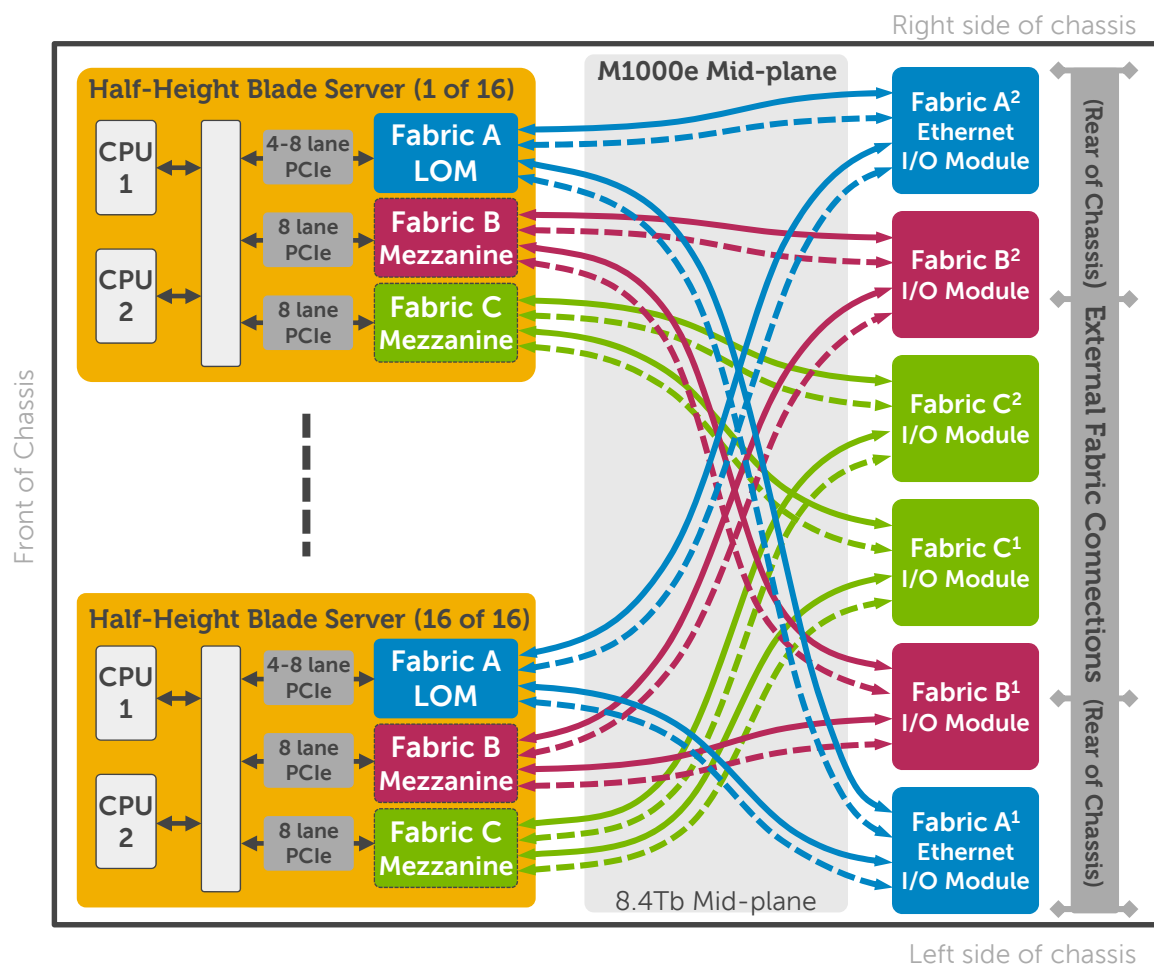 Right side of chassis
Front of Chassis
Half-Height Blade Server (1 of 16)
CPU
1
CPU
2
4-8 lane
PCIe
8 lane
PCIe
8 lane
PCIe
Fabric A
LOM
Fabric B
Mezzanine
Fabric C
Mezzanine
Half-Height Blade Server (16 of 16)
CPU
1
CPU
2
4-8 lane
PCIe
8 lane
PCIe
8 lane
PCIe
Fabric A
LOM
Fabric B
Mezzanine
Fabric C
Mezzanine
M1000e Mid-plane
8.4Tb Mid-plane
Fabric A²
Ethernet
I/O Module
Fabric B²
I/O Module
Fabric C²
I/O Module
Fabric C¹
I/O Module
Fabric B¹
I/O Module
Fabric A¹
Ethernet
I/O Module
(Rear of Chassis)
External Fabric Connections
(Rear of Chassis)
Left side of chassis